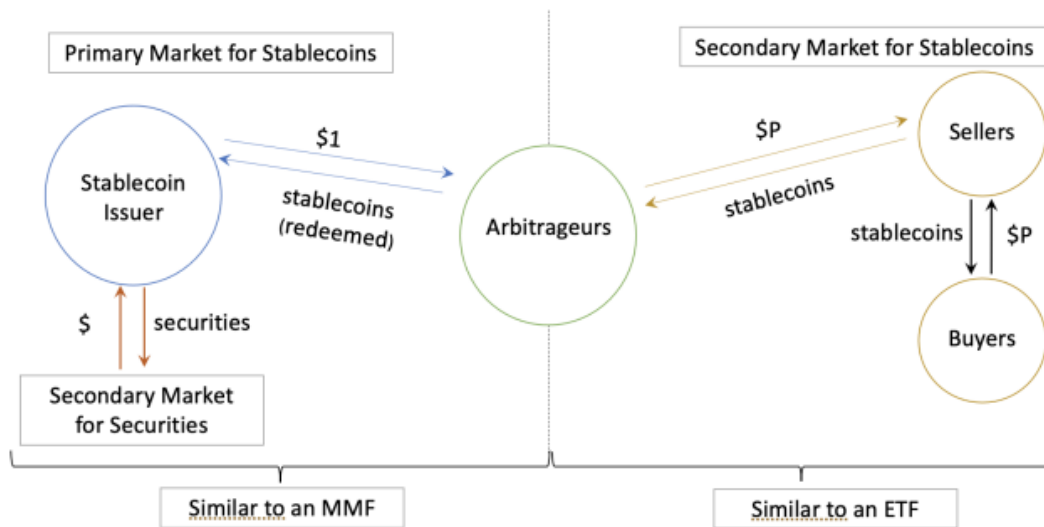 Primary Market for Stablecoins
Secondary Market for Stablecoins
$1
stablecoins
(redeemed)
Stablecoin
Issuer
Arbitrageurs
$P
stablecoins
Sellers
stablecoins
$P
Buyers
$
securities
Secondary Market
for Securities
Similar to an MMF
Similar to an ETF